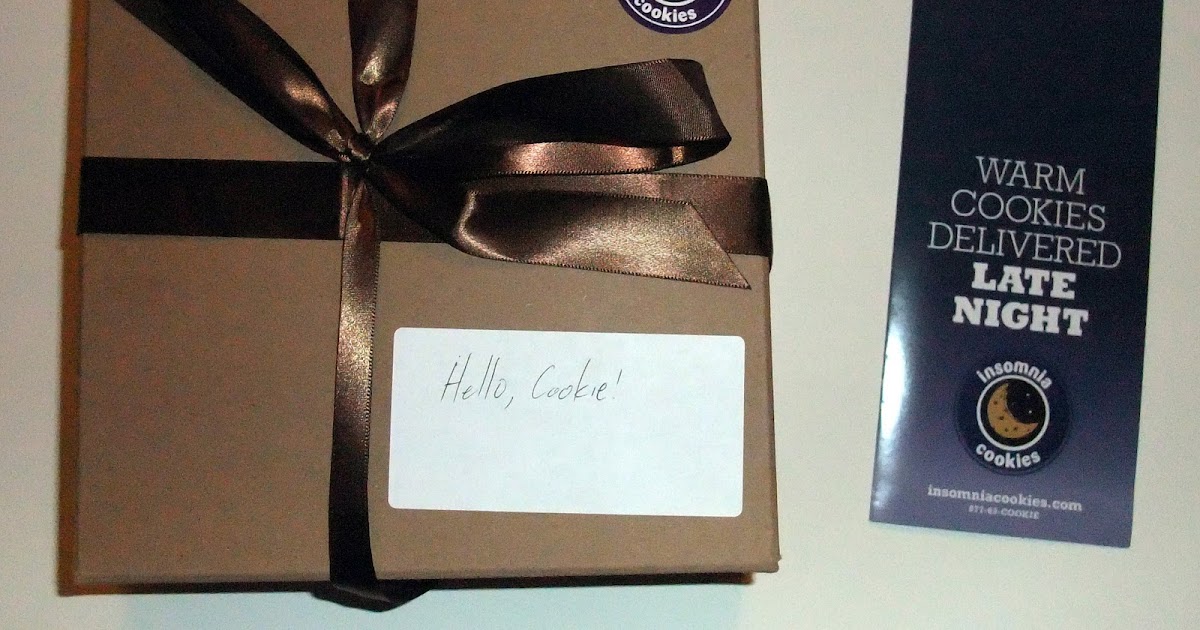 cookies
Hello, Cookie!
WARM
COOKIES
DELIVERED
LATE
NIGHT
insomnia
cookies
insomniacookies.com
877-63-COOKIE